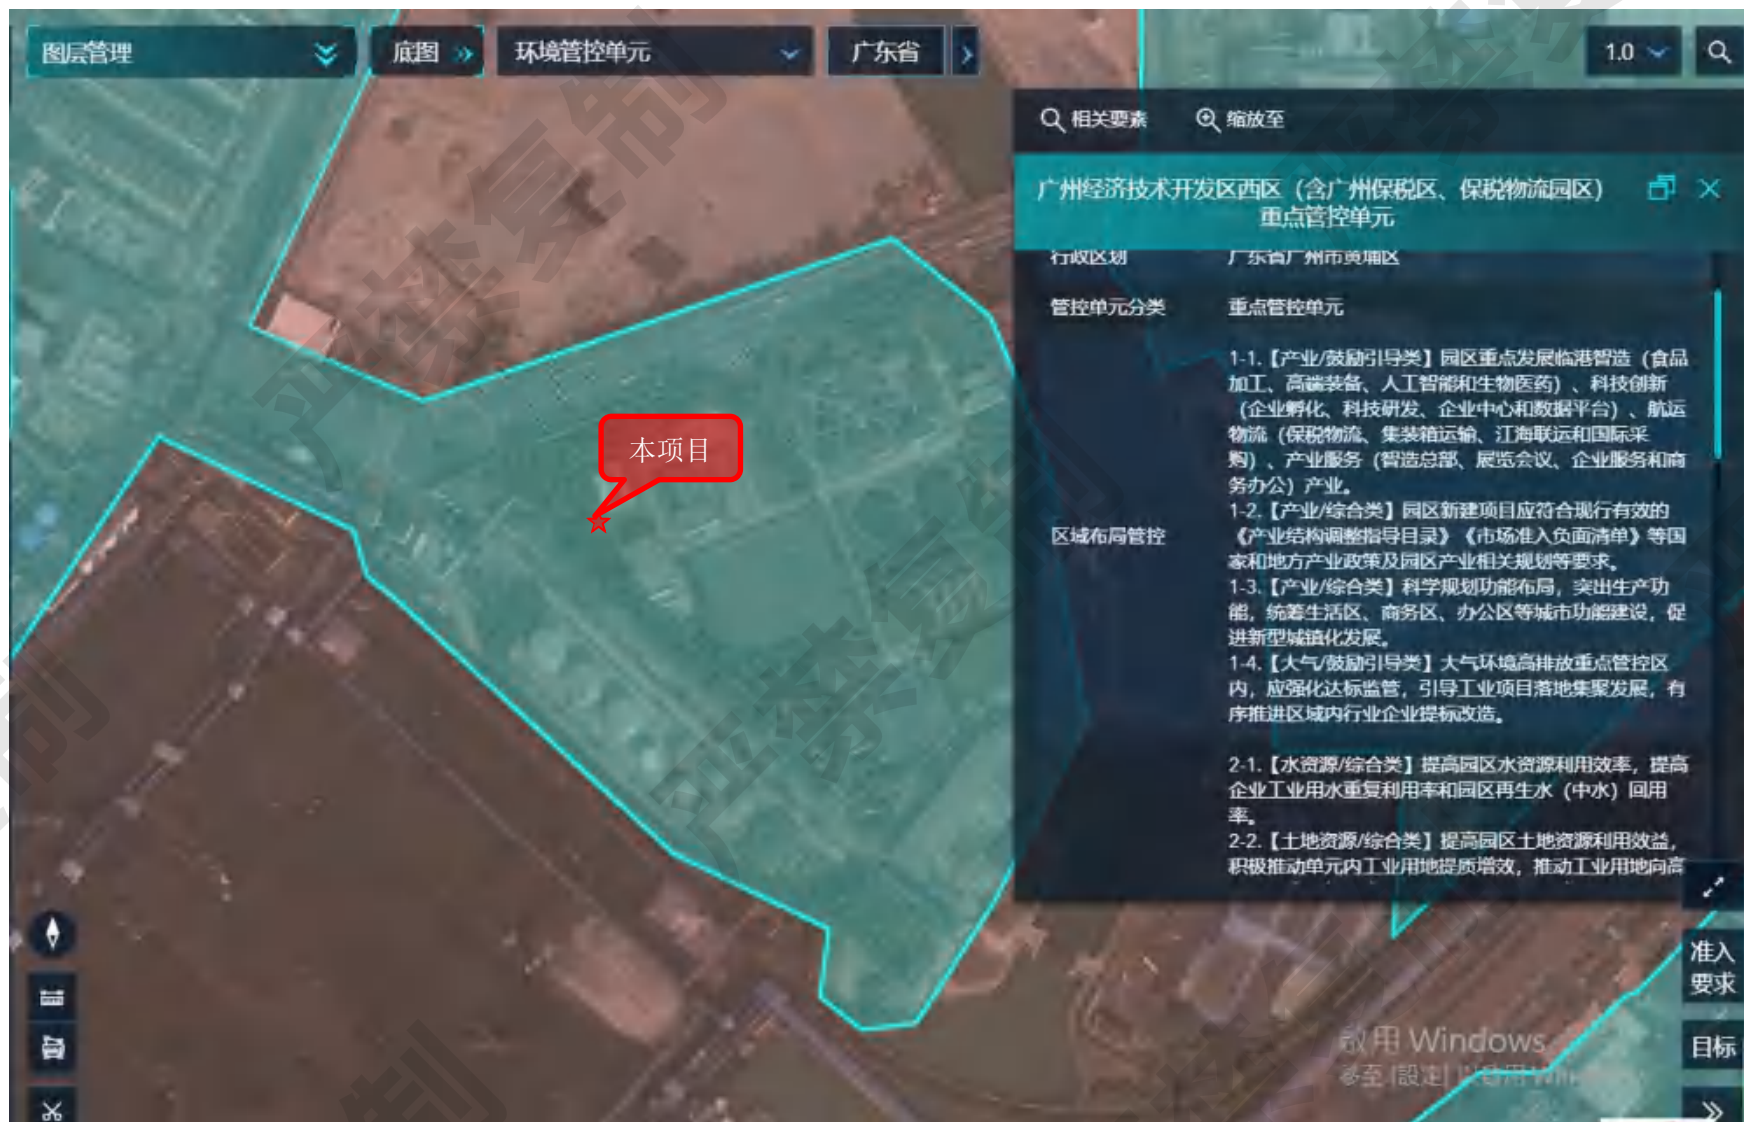 图层管理
底图
环境管控单元
广东省
1.0
相关要素
缩放至
广州经济技术开发区西区（含广州保税区、保税物流园区）
重点管控单元
行政区划
广东省广州市黄埔区
管控单元分类
重点管控单元
区域布局管控
1-1.【产业/鼓励引导类】园区重点发展临港智造（食品
加工、高端装备、人工智能和生物医药）、科技创新
（企业孵化、科技研发、企业中心和数据平台）、航运
物流（保税物流、集装箱运输、江海联运和国际采
购）、产业服务（智造总部、展览会议、企业服务和商
务办公）产业。
1-2.【产业/综合类】园区新建项目应符合现行有效的
《产业结构调整指导目录》《市场准入负面清单》等国
家和地方产业政策及园区产业相关规划等要求。
1-3.【产业/综合类】科学规划功能布局，突出生产功
能，统筹生活区、商务区、办公区等城市功能建设，促
进新型城镇化发展。
1-4.【大气/鼓励引导类】大气环境高排放重点管控区
内，应强化达标监管，引导工业项目落地集聚发展，有
序推进区域内行业企业提标改造。
2-1.【水资源/综合类】提高园区水资源利用效率，提高
企业工业用水重复利用率和园区再生水（中水）回用
率。
2-2.【土地资源/综合类】提高园区土地资源利用效益，
积极推动单元内工业用地提质增效，推动工业用地向高
本项目
准入
要求
目标
啟用 Windows
移至 [設定] 以啟用 Win
严禁复制
严禁复制
严禁复制